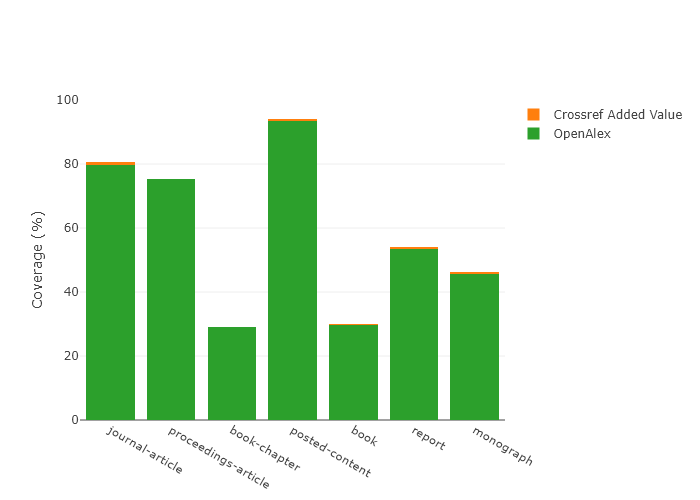 Crossref Added Value
OpenAlex
Coverage (%)
100
80
60
40
20
0
journal-article
proceedings-article
book-chapter
posted-content
book
report
monograph